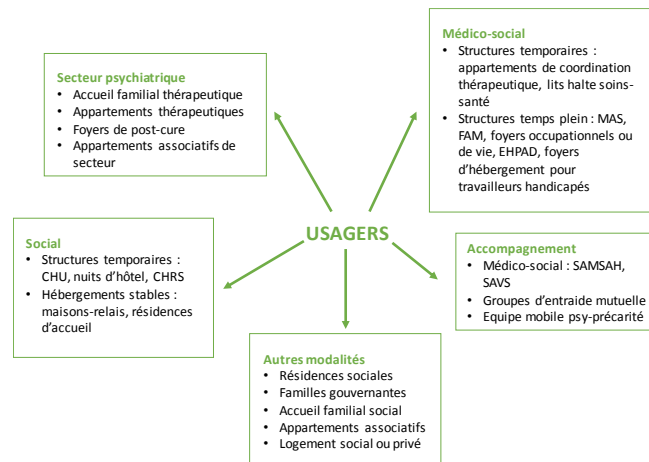 Secteur psychiatrique
• Accueil familial thérapeutique
• Appartements thérapeutiques
• Foyers de post-cure
• Appartements associatifs de
secteur
Médico-social
• Structures temporaires :
appartements de coordination
thérapeutique, lits halte soins-
santé
• Structures temps plein : MAS,
FAM, foyers occupationnels ou
de vie, EHPAD, foyers
d'hébergement pour
travailleurs handicapés
USAGERS
Social
• Structures temporaires :
CHU, nuits d'hôtel, CHRS
• Hébergements stables :
maisons-relais, résidences
d'accueil
Accompagnement
• Médico-social : SAMSAH,
SAVS
• Groupes d'entraide mutuelle
• Equipe mobile psy-précarité
Autres modalités
• Résidences sociales
• Familles gouvernantes
• Accueil familial social
• Appartements associatifs
• Logement social ou privé